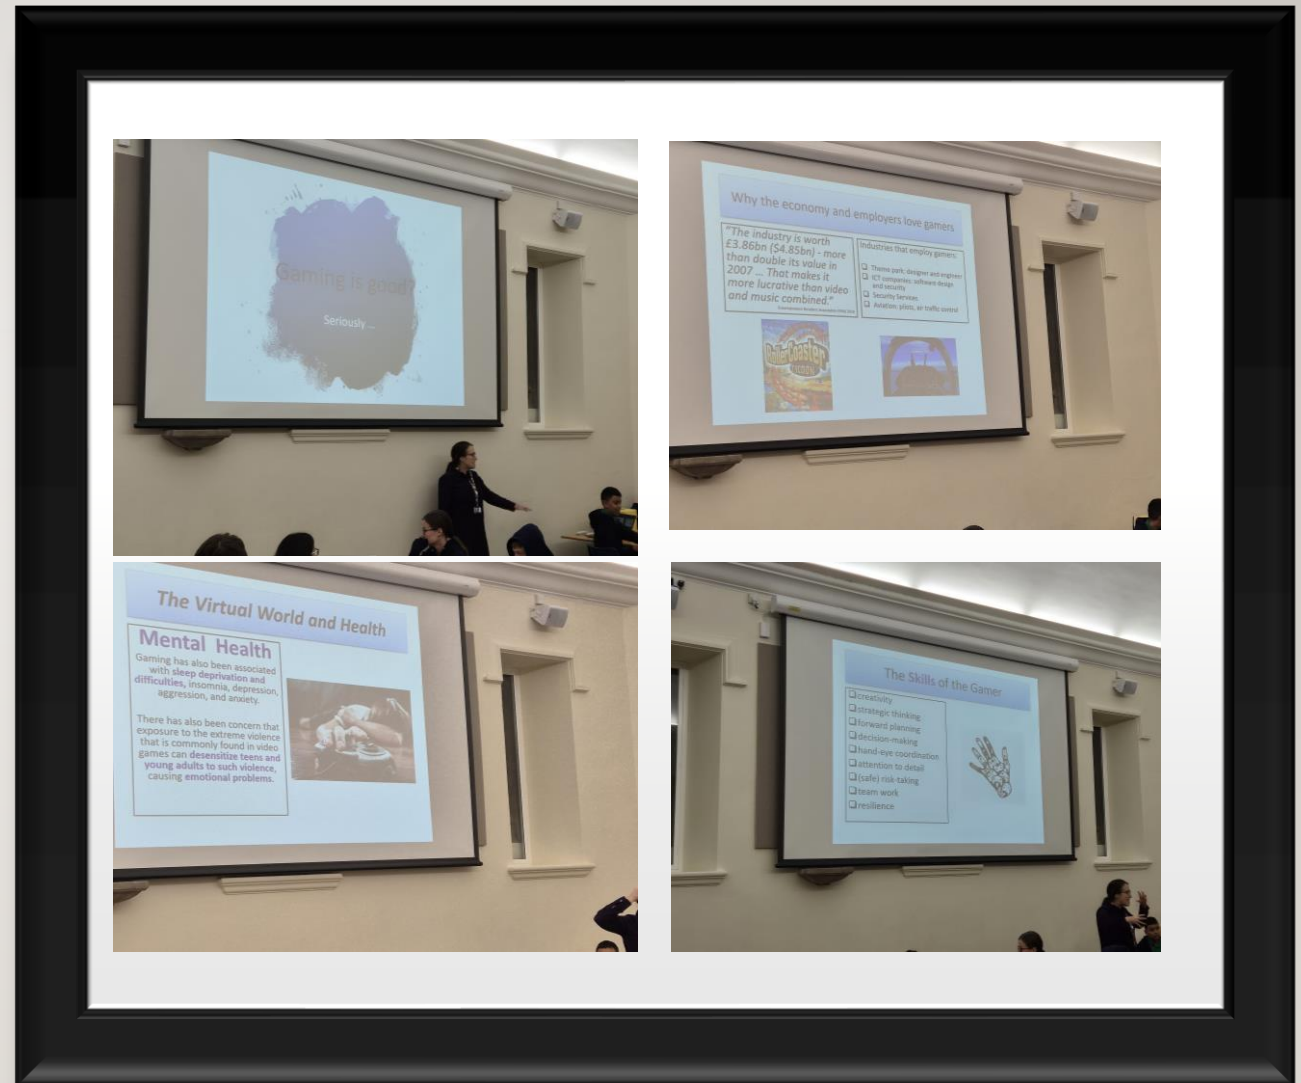 Gaming is good?
Seriously ...
Why the economy and employers love gamers
"The industry is worth
£3.86bn ($4.85bn) - more
than double its value in
2007 ... That makes it
more lucrative than video
and music combined."
Industries that employ gamers:
❑ Theme park: designer and engineer
❑ ICT companies: software design
and security
❑ Security Services
❑ Aviation: pilots, air traffic control
RollerCoaster
TYCOON
The Virtual World and Health
Mental Health
Gaming has also been associated
with sleep deprivation and
difficulties, insomnia, depression,
aggression, and anxiety.
There has also been concern that
exposure to the extreme violence
that is commonly found in video
games can desensitize teens and
young adults to such violence,
causing emotional problems.
The Skills of the Gamer
❑creativity
❑strategic thinking
❑forward planning
❑decision-making
❑hand-eye coordination
❑attention to detail
❑(safe) risk-taking
❑team work
❑resilience